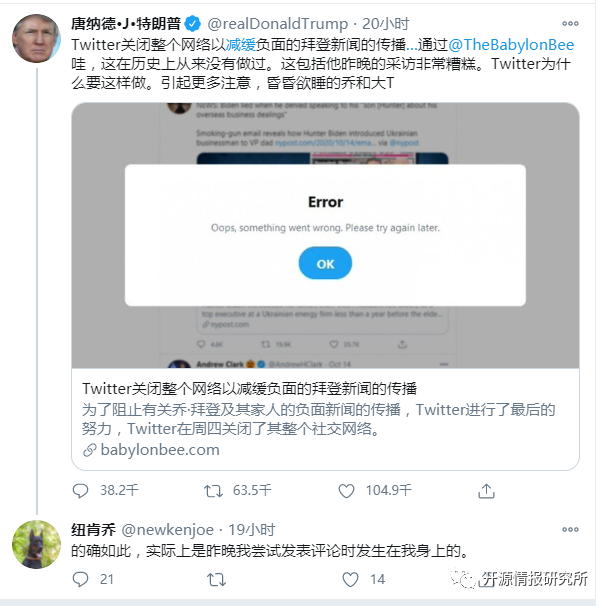 唐纳德·J·特朗普 @realDonaldTrump · 20小时
Twitter关闭整个网络以减缓负面的拜登新闻的传播...通过@TheBabylonBee
哇，这在历史上从来没有做过。这包括他昨晚的采访非常糟糕。Twitter为什
么要这样做。引起更多注意，昏昏欲睡的乔和大T
NEWS: Biden lied when he denied speaking to his "son [Hunter] about his
overseas business dealings"
Smoking-gun email reveals how Hunter Biden introduced Ukrainian
businessman to VP dad nypost.com/2020/10/14/ema... via @nypost
Error
Oops, something went wrong. Please try again later.
OK
top executive at a Ukrainian energy firm less than a year before the elde...
nypost.com
Andrew Clark @AndrewHClark · Oct 14
Twitter关闭整个网络以减缓负面的拜登新闻的传播
为了阻止有关乔·拜登及其家人的负面新闻的传播，Twitter进行了最后的
努力，Twitter在周四关闭了其整个社交网络。
babylonbee.com
38.2千 63.5千 104.9千
纽肯乔 @newkenjoe · 19小时
的确如此，实际上是昨晚我尝试发表评论时发生在我身上的。
21 14
开源情报研究所